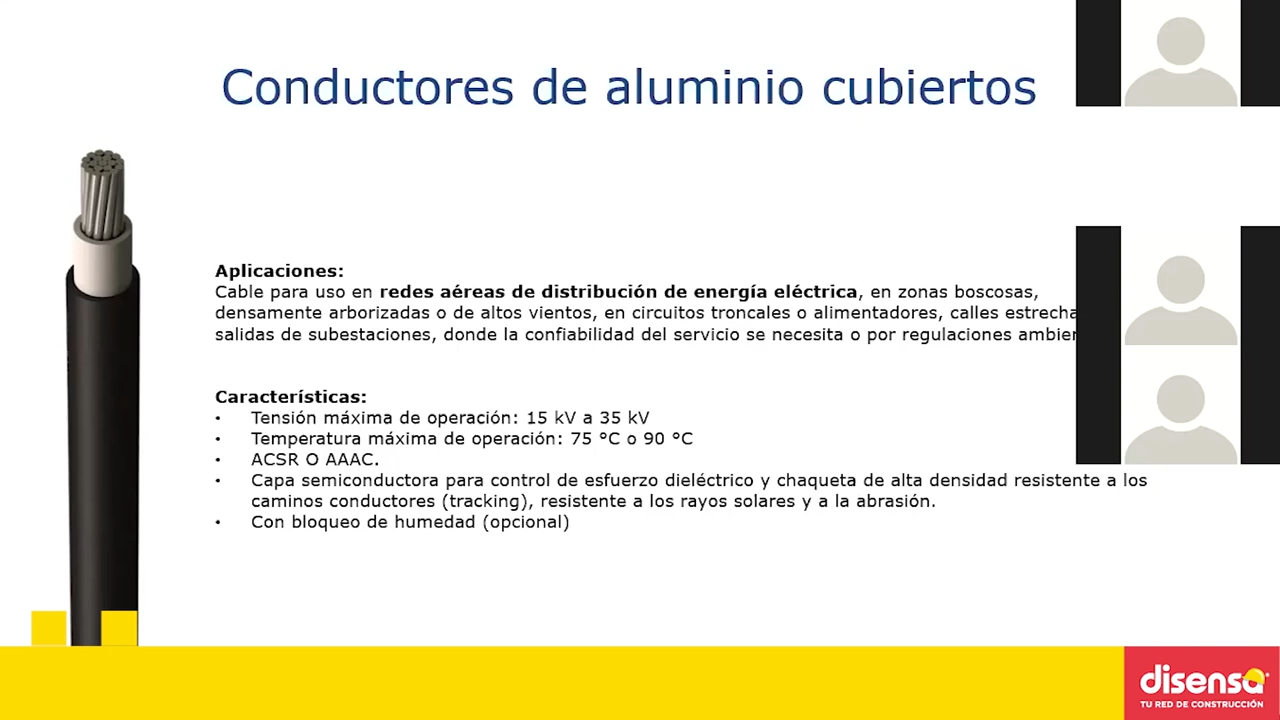 Conductores de aluminio cubiertos
Aplicaciones:
Cable para uso en redes aéreas de distribución de energía eléctrica, en zonas boscosas,
densamente arborizadas o de altos vientos, en circuitos troncales o alimentadores, calles
salidas de subestaciones, donde la confiabilidad del servicio se necesita o por regulaciones
Características:
• Tensión máxima de operación: 15 kV a 35 kV
• Temperatura máxima de operación: 75 °C o 90 °C
• ACSR O AAAC.
• Capa semiconductora para control de esfuerzo dieléctrico y chaqueta de alta densidad resistente a los
caminos conductores (tracking), resistente a los rayos solares y a la abrasión.
• Con bloqueo de humedad (opcional)
disensa
TU RED DE CONSTRUCCIÓN